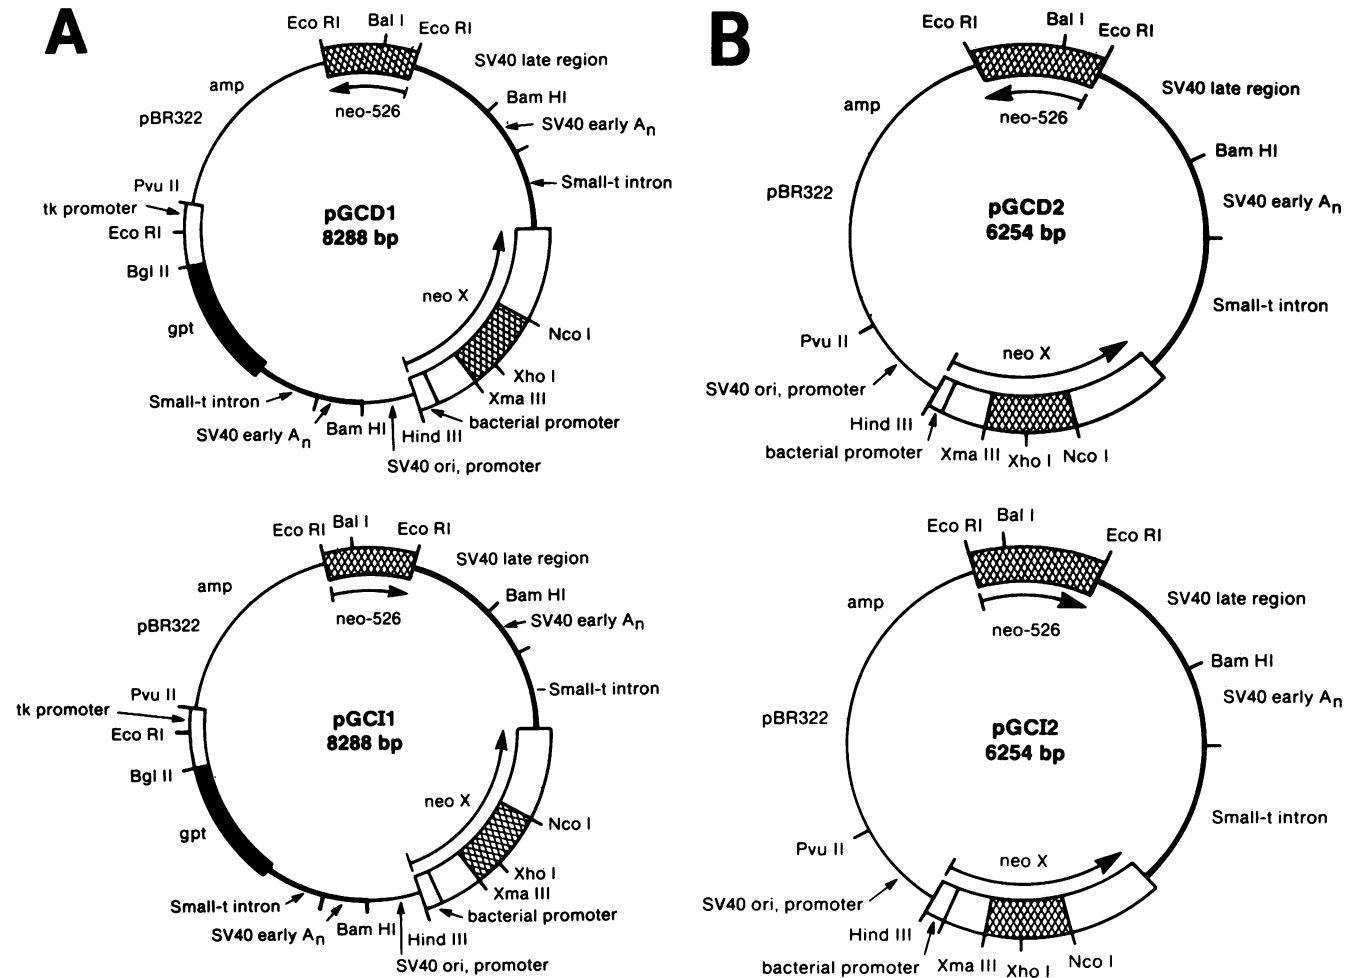 A
Eco RI
Bal I
Eco RI
SV40 late region
amp
Bam HI
neo-526
SV40 early An
pBR322
Pvu II
Small-t intron
tk promoter
pGCD1
Eco RI
8288 bp
Bgl II
neo X
gpt
Nco I
Xho I
Small-t intron
Xma III
SV40 early An
Bam HI
Hind III
bacterial promoter
SV40 ori, promoter
B
Eco RI
Bal I
Eco RI
SV40 late region
amp
neo-526
Bam HI
pBR322
SV40 early An
pGCD2
6254 bp
Small-t intron
Pvu II
neo X
SV40 ori, promoter
Hind III
bacterial promoter
Xma III
Xho I
Nco I
Eco RI
Bal I
Eco RI
SV40 late region
amp
Bam HI
neo-526
SV40 early An
pBR322
Pvu II
Small-t intron
tk promoter
pGCI1
Eco RI
8288 bp
Bgl II
neo X
gpt
Nco I
Xho I
Small-t intron
Xma III
SV40 early An
Bam HI
Hind III
bacterial promoter
SV40 ori, promoter
Eco RI
Bal I
Eco RI
SV40 late region
amp
neo-526
Bam HI
SV40 early An
pBR322
pGCI2
6254 bp
Small-t intron
Pvu II
neo X
SV40 ori, promoter
Hind III
bacterial promoter
Xma III
Xho I
Nco I